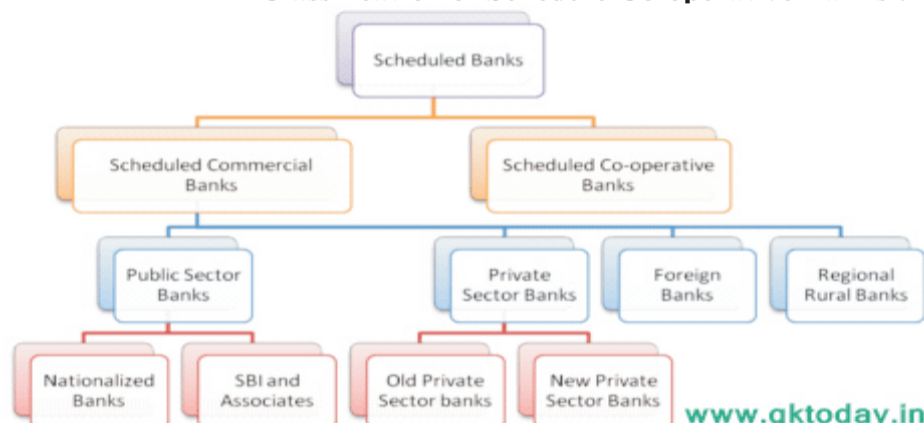 Scheduled Banks
Scheduled Commercial
Banks
Scheduled Co-operative
Banks
Public Sector
Banks
Private
Sector Banks
Foreign
Banks
Regional
Rural Banks
Nationalized
Banks
SBI and
Associates
Old Private
Sector banks
New Private
Sector Banks
www.gktoday.in